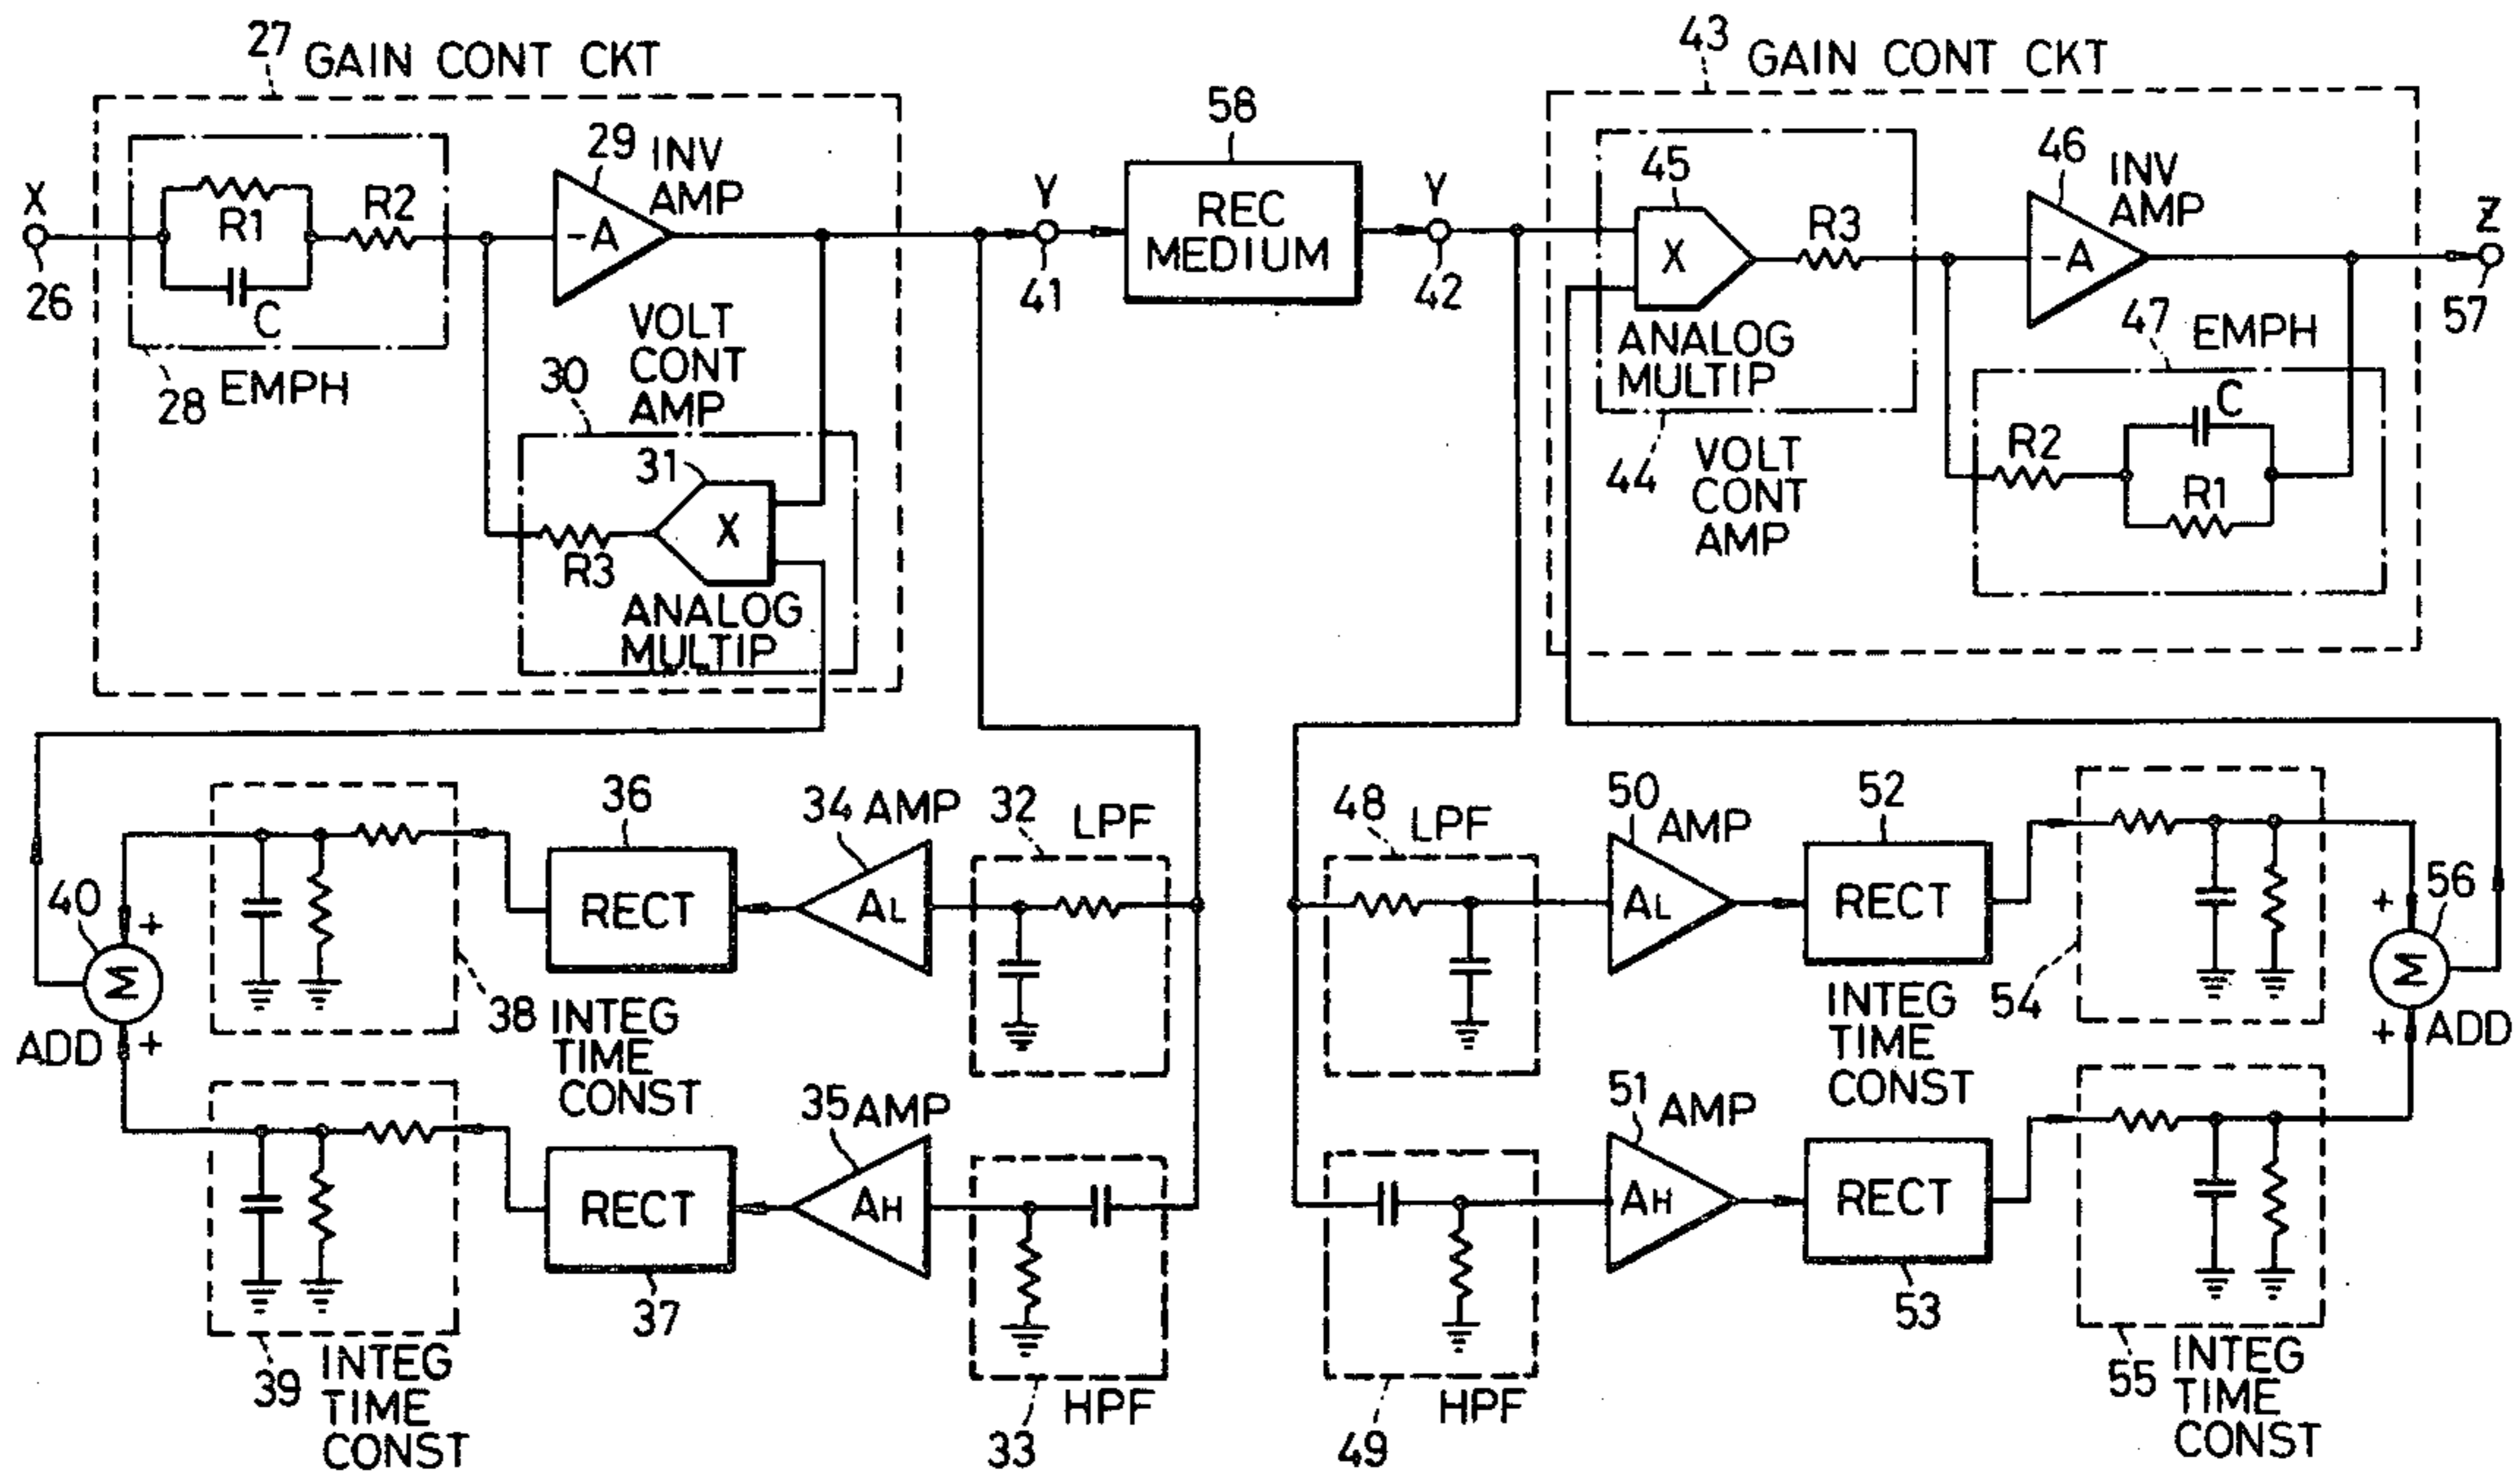 27 GAIN CONT CKT
43 GAIN CONT CKT
58
29 INV
AMP
45
46 INV
AMP
X
R1
R2
-A
Y
REC
MEDIUM
Y
X
R3
-A
Z
26
C
41
42
57
28 EMPH
30
VOLT
CONT
AMP
ANALOG
MULTIP
47 EMPH
31
X
R3
ANALOG
MULTIP
44
VOLT
CONT
AMP
R2
C
R1
36
34 AMP
32
LPF
48
LPF
50
AMP
52
40
+
RECT
AL
AL
RECT
+
56
Σ
Σ
ADD
+
38 INTEG
TIME
CONST
INTEG
TIME
CONST
54
+
ADD
35 AMP
51
AMP
RECT
AH
AH
RECT
37
53
39
INTEG
TIME
CONST
33
HPF
49
HPF
55
INTEG
TIME
CONST